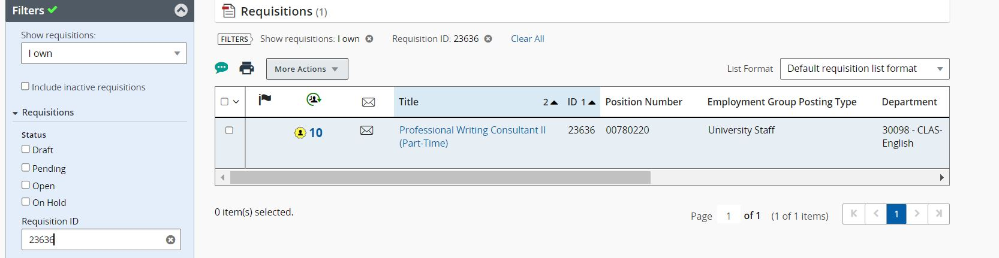 Filters
Show requisitions:
I own
Include inactive requisitions
Requisitions
Status
Draft
Pending
Open
On Hold
Requisition ID
23636
Requisitions (1)
FILTERS Show requisitions: I own Requisition ID: 23636 Clear All
More Actions List Format Default requisition list format
Title 2 ID 1 Position Number Employment Group Posting Type Department
10 Professional Writing Consultant II 23636 00780220 University Staff 30098 - CLAS-
(Part-Time) English
0 item(s) selected.
Page 1 of 1 (1 of 1 items) 1